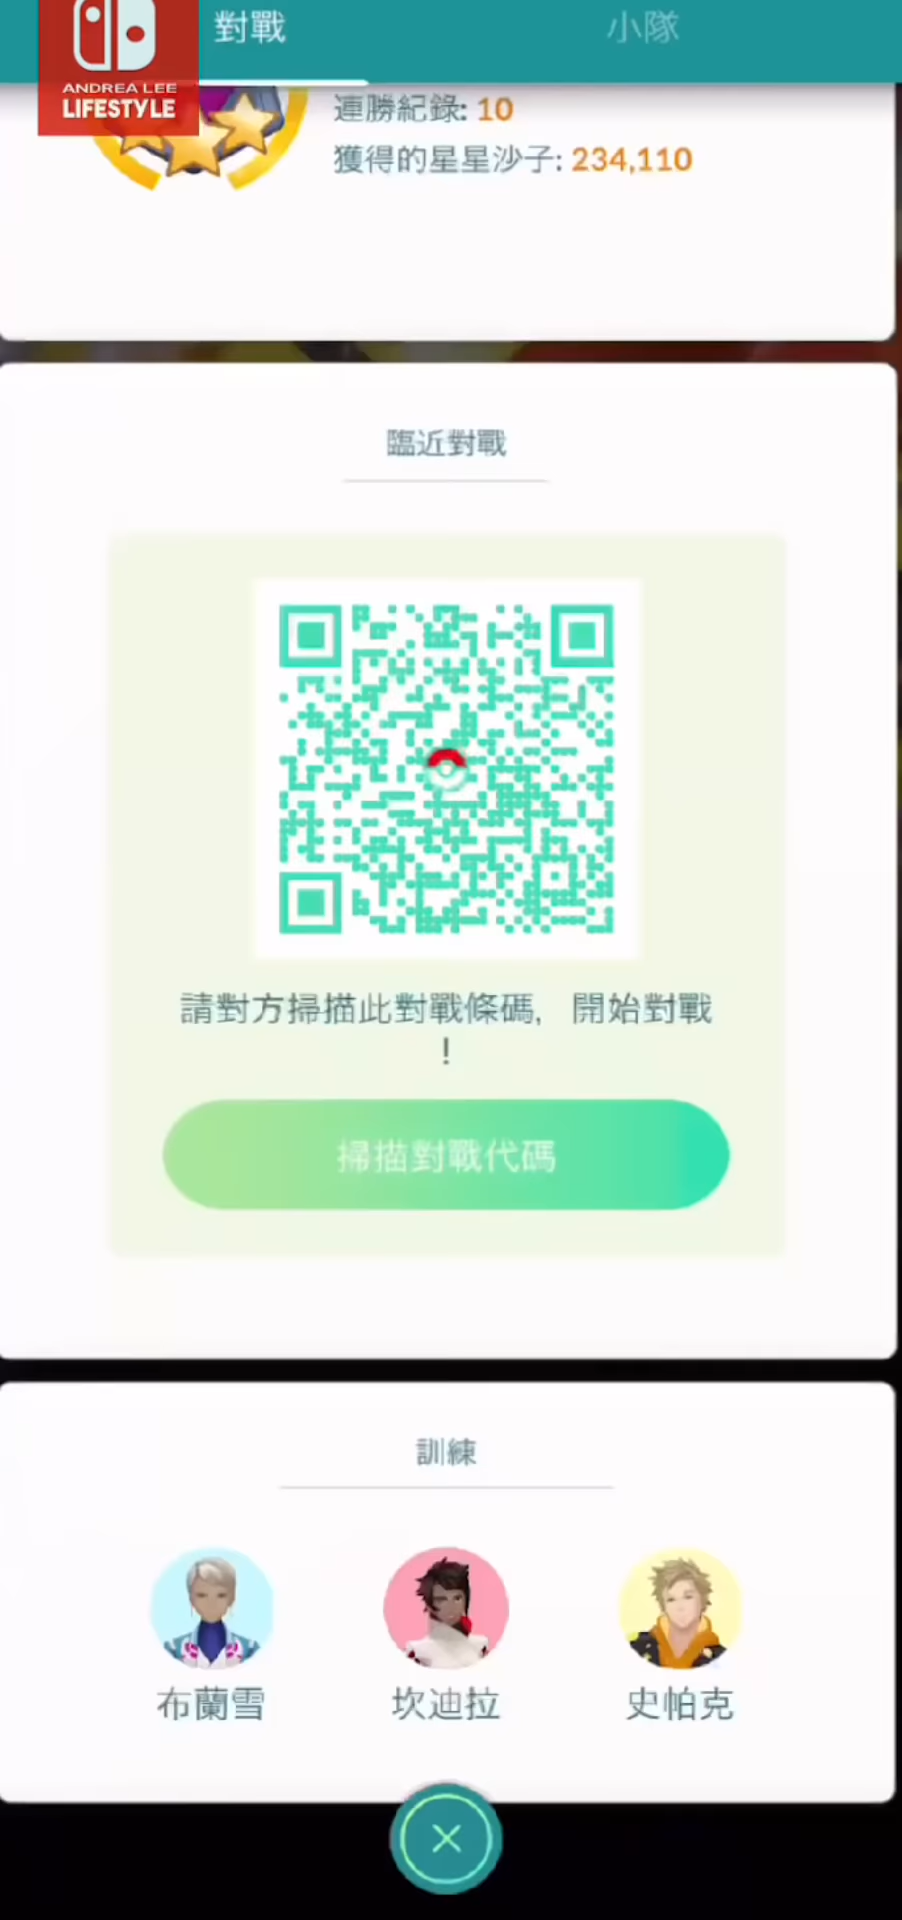 ANDREA LEE
LIFESTYLE
對戰
小隊
連勝紀錄: 10
獲得的星星沙子: 234,110
臨近對戰
請對方掃描此對戰條碼, 開始對戰
!
掃描對戰代碼
訓練
布蘭雪
坎迪拉
史帕克